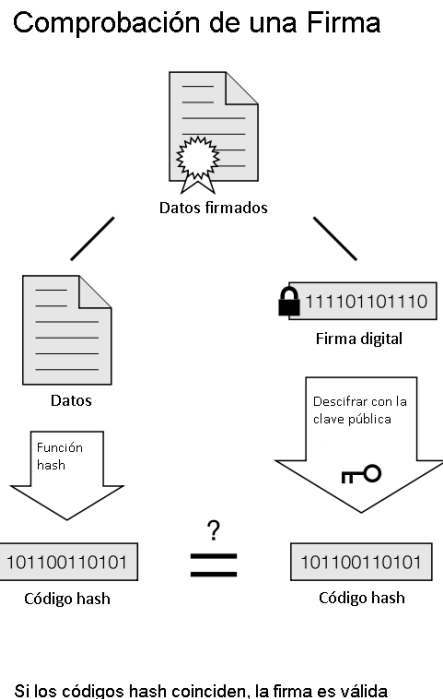 Comprobación de una Firma
Datos firmados
111101101110
Firma digital
Datos
Descifrar con la
clave pública
Función
hash
?
101100110101
101100110101
Código hash
Código hash
Si los códigos hash coinciden, la firma es válida